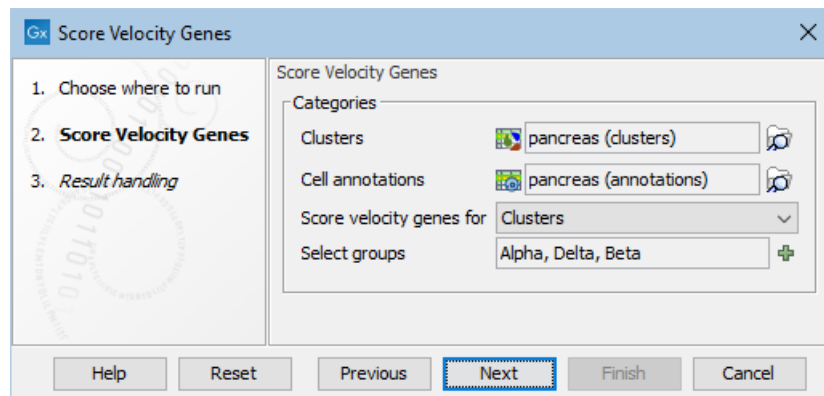 Gx Score Velocity Genes
1. Choose where to run
2. Score Velocity Genes
3. Result handling
Score Velocity Genes
Categories
Clusters pancreas (clusters)
Cell annotations pancreas (annotations)
Score velocity genes for Clusters
Select groups Alpha, Delta, Beta
Help Reset Previous Next Finish Cancel